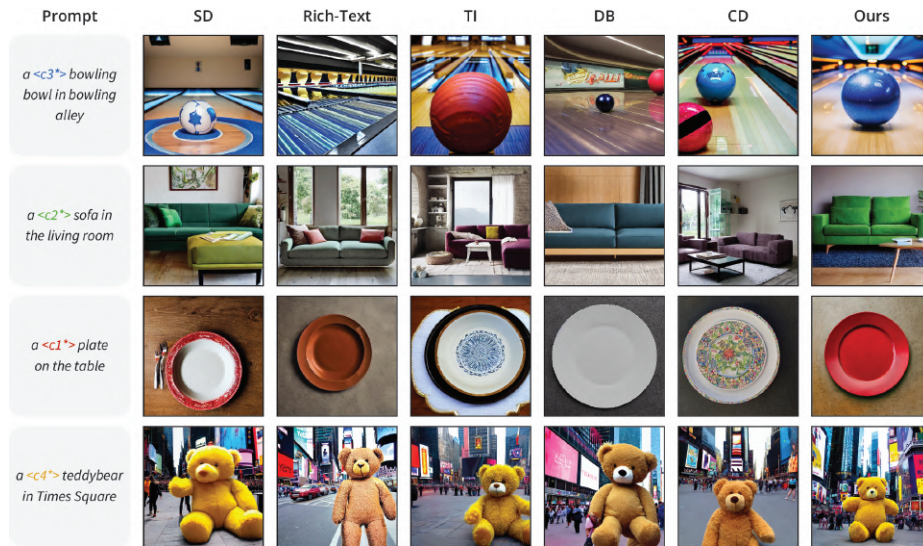 Prompt SD Rich-Text TI DB CD Ours
a <c3*> bowling
bowl in bowling
alley
a <c2*> sofa in
the living room
a <c1*> plate
on the table
a <c4*> teddybear
in Times Square